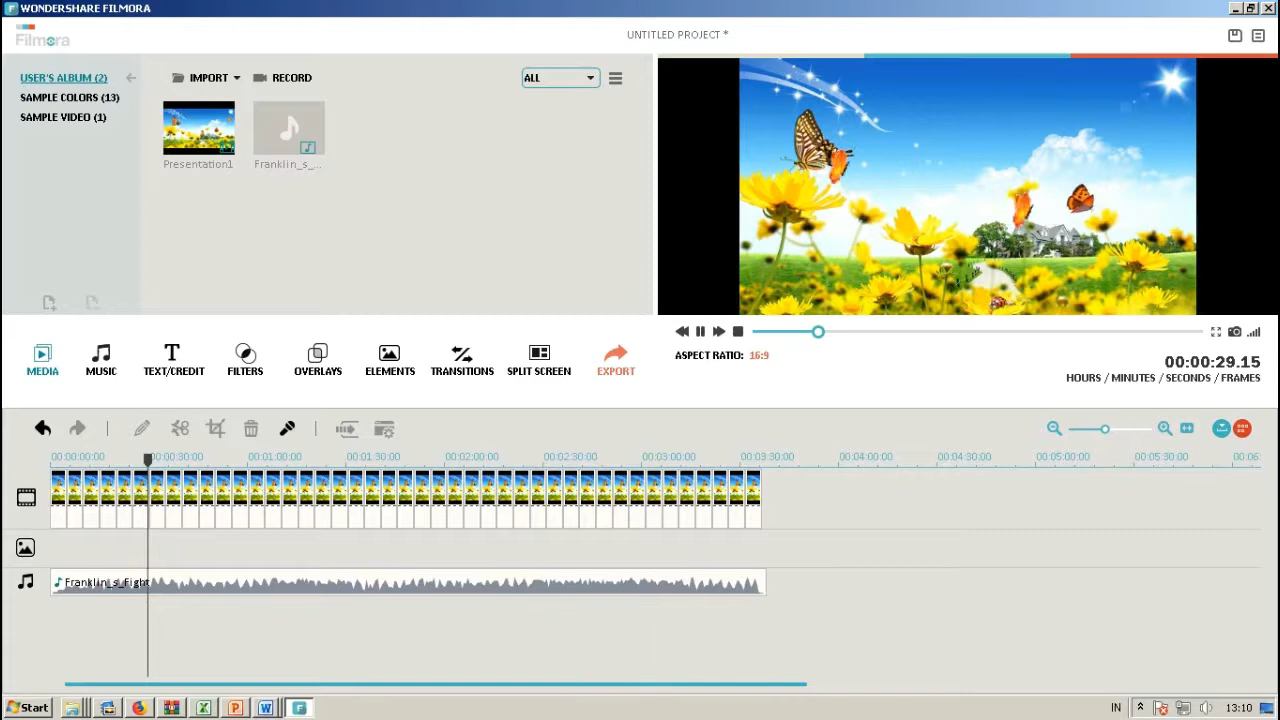 WONDERSHARE FILMORA
Filmora
UNTITLED PROJECT *
USER'S ALBUM (2)
SAMPLE COLORS (13)
SAMPLE VIDEO (1)
IMPORT
RECORD
ALL
Presentation1
Franklin_s_...
MEDIA
MUSIC
TEXT/CREDIT
FILTERS
OVERLAYS
ELEMENTS
TRANSITIONS
SPLIT SCREEN
EXPORT
ASPECT RATIO: 16:9
00:00:29.15
HOURS / MINUTES / SECONDS / FRAMES
00:00:00:00 00:00:30:00 00:01:00:00 00:01:30:00 00:02:00:00 00:02:30:00 00:03:00:00 00:03:30:00 00:04:00:00 00:04:30:00 00:05:00:00 00:05:30:00 00:06:
Franklin_s_Fight
Start
IN
13:10